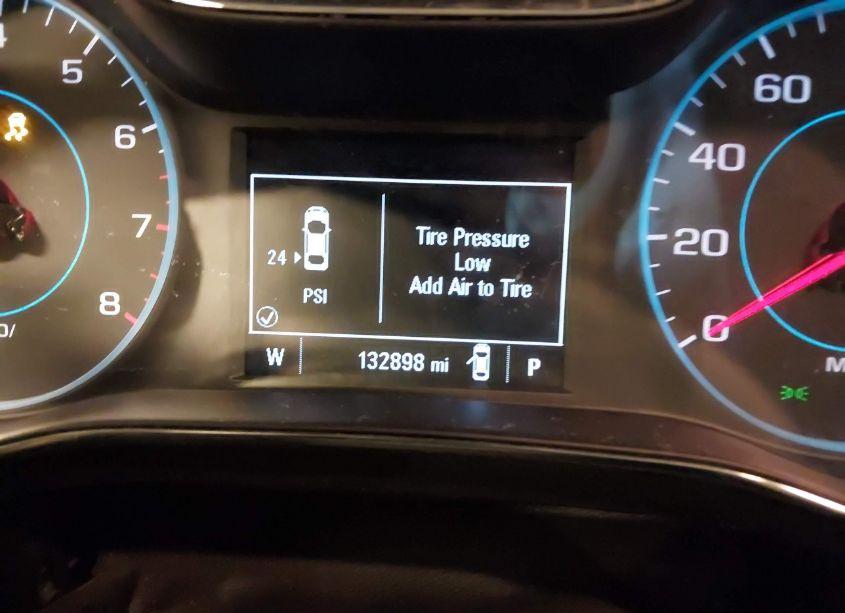 5
6
7
8
24
PSI
Tire Pressure
Low
Add Air to Tire
W
132898 mi
P
60
40
20
0